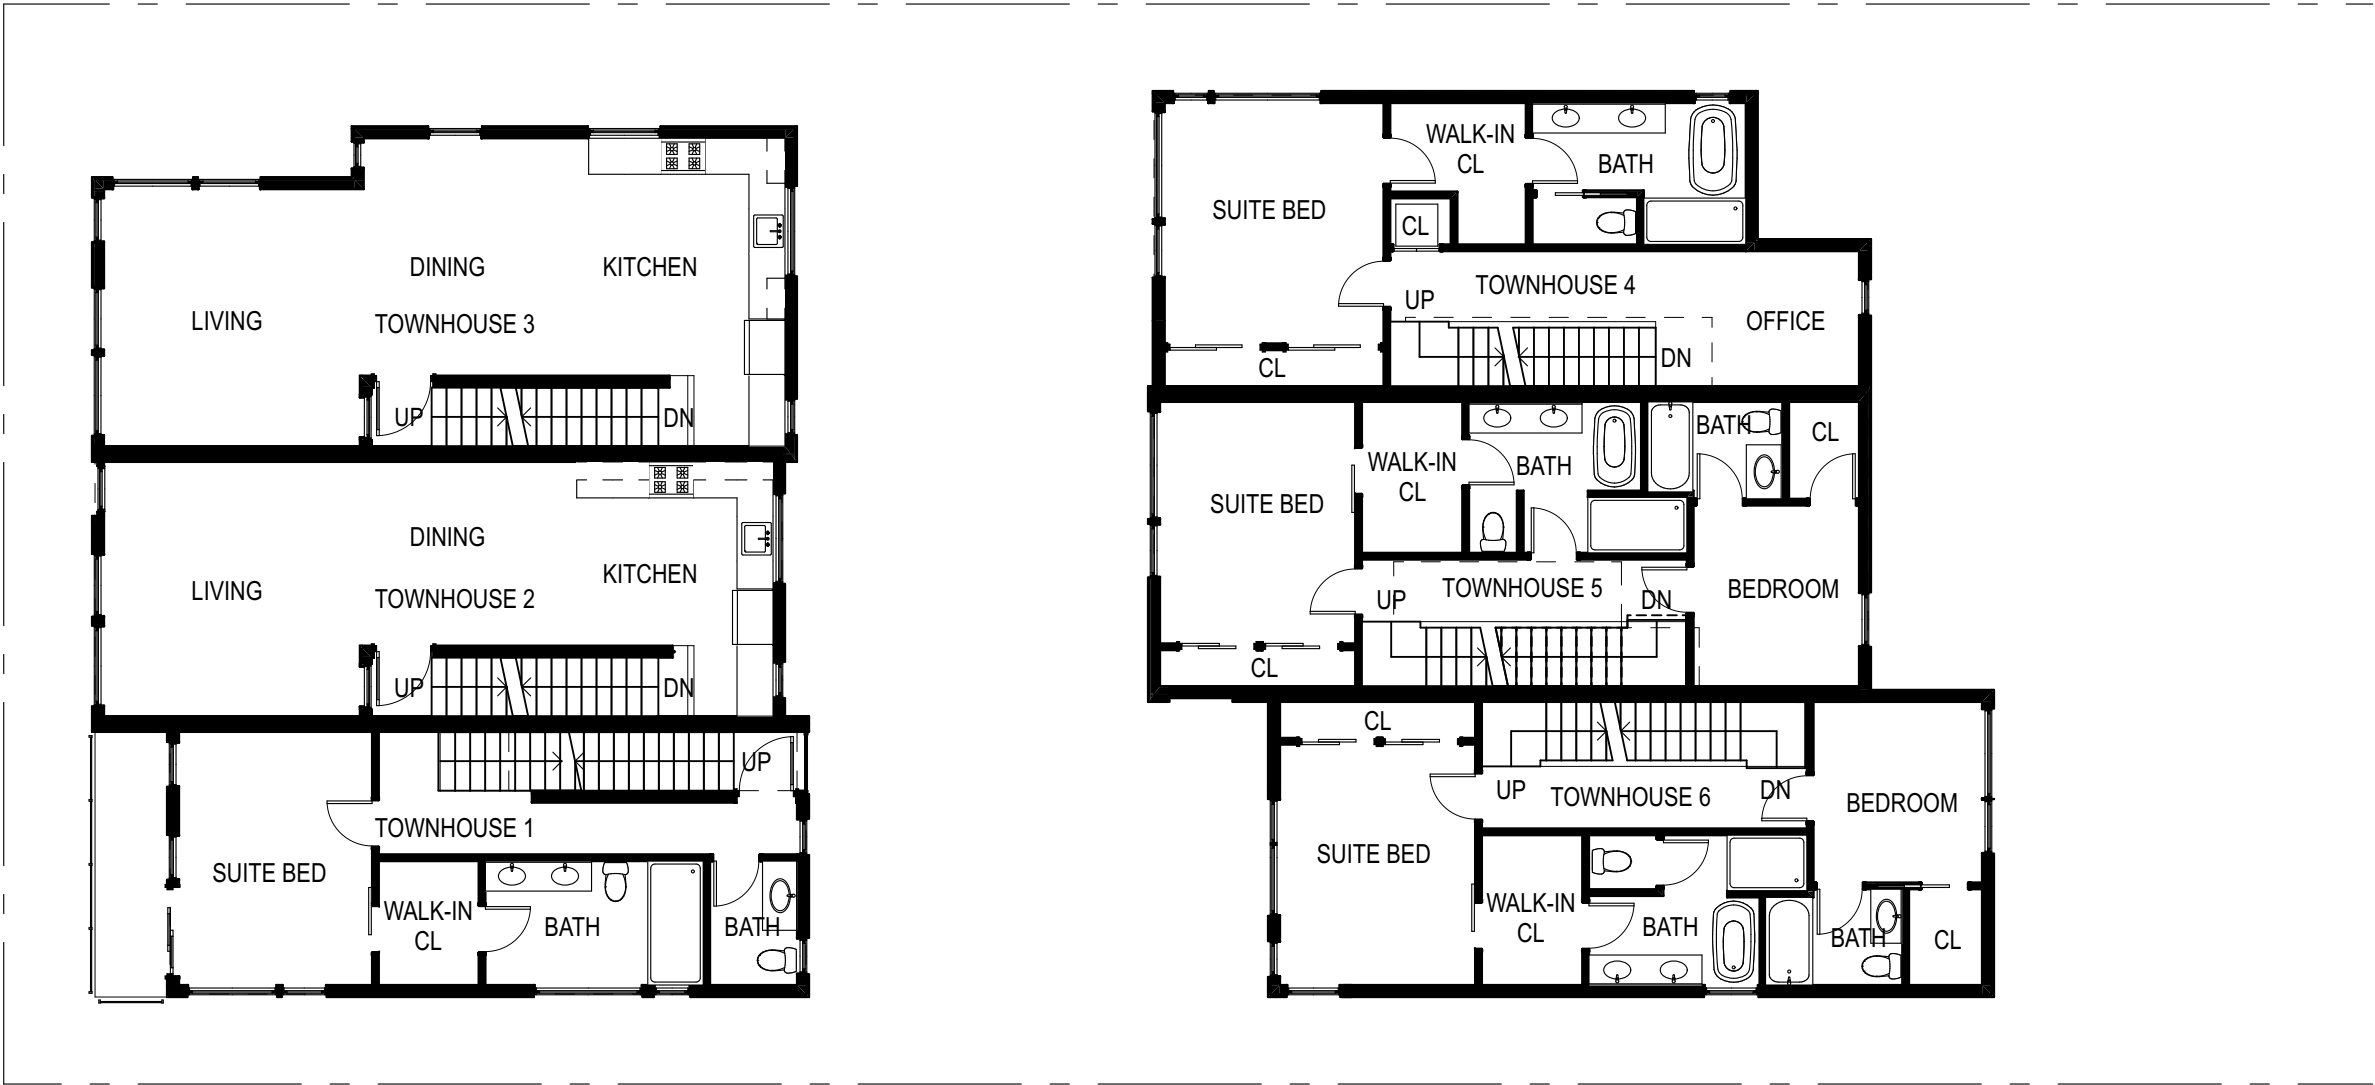 DINING
KITCHEN
LIVING
TOWNHOUSE 3
UP
DN
DINING
KITCHEN
LIVING
TOWNHOUSE 2
UP
DN
UP
TOWNHOUSE 1
SUITE BED
WALK-IN
CL
BATH
BATH
WALK-IN
CL
BATH
SUITE BED
CL
TOWNHOUSE 4
UP
OFFICE
DN
CL
BATH
CL
WALK-IN
CL
BATH
SUITE BED
TOWNHOUSE 5
UP
DN
BEDROOM
CL
CL
UP
TOWNHOUSE 6
DN
BEDROOM
SUITE BED
WALK-IN
CL
BATH
BATH
CL